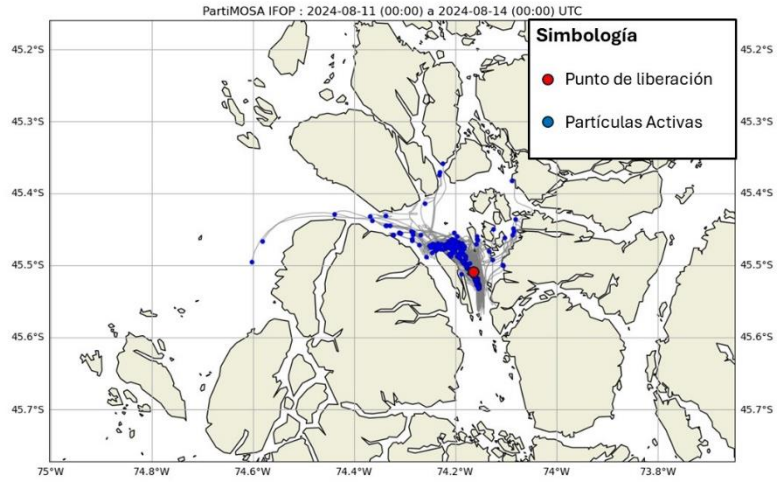 PartiMOSA IFOP : 2024-08-11 (00:00) a 2024-08-14 (00:00) UTC
Simbología
Punto de liberación
Partículas Activas
45.2°S
45.2°S
45.3°S
45.3°S
45.4°S
45.4°S
45.5°S
45.5°S
45.6°S
45.6°S
45.7°S
45.7°S
75°W
74.8°W
74.6°W
74.4°W
74.2°W
74°W
73.8°W